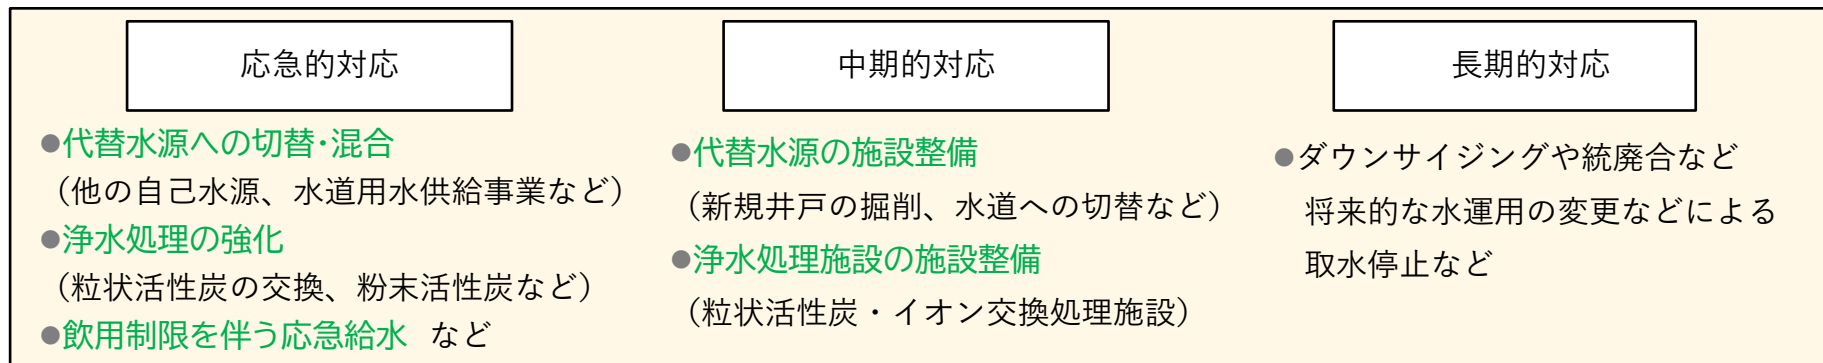 応急的対応
●代替水源への切替・混合
（他の自己水源、水道用水供給事業など）
●浄水処理の強化
（粒状活性炭の交換、粉末活性炭など）
●飲用制限を伴う応急給水 など
中期的対応
●代替水源の施設整備
（新規井戸の掘削、水道への切替など）
●浄水処理施設の施設整備
（粒状活性炭・イオン交換処理施設）
長期的対応
●ダウンサイジングや統廃合など
将来的な水運用の変更などによる
取水停止など